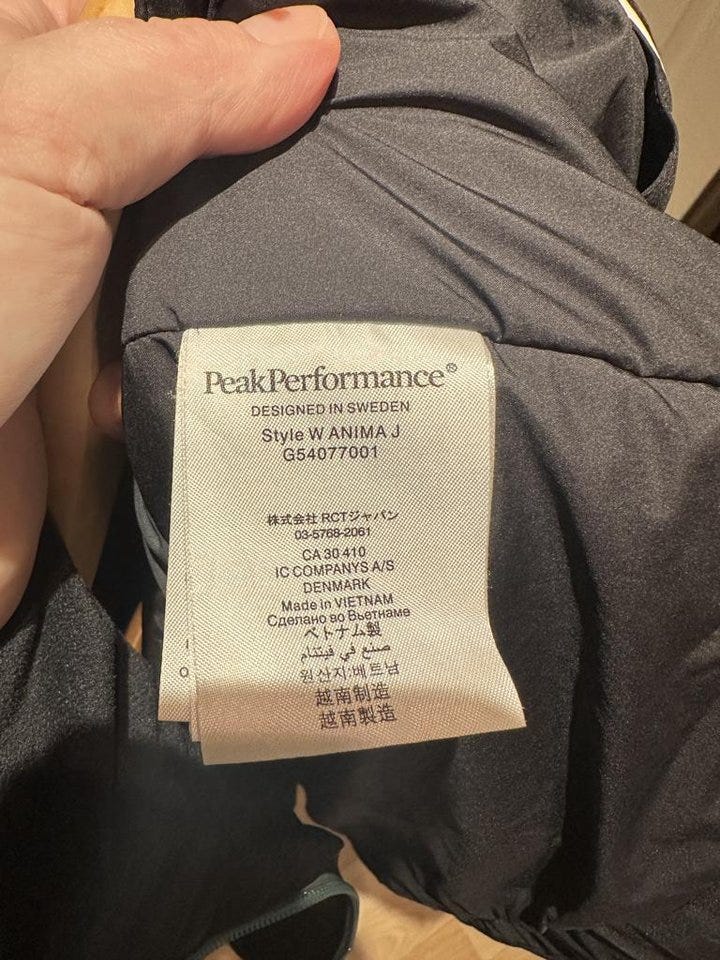 PeakPerformance®
DESIGNED IN SWEDEN
Style W ANIMA J
G54077001
株式会社 RCTジャパン
03-5768-2061
CA 30 410
IC COMPANYS A/S
DENMARK
Made in VIETNAM
Сделано во Вьетнаме
ベトナム製
صنع في فيتنام
원산지:베트남
越南制造
越南製造